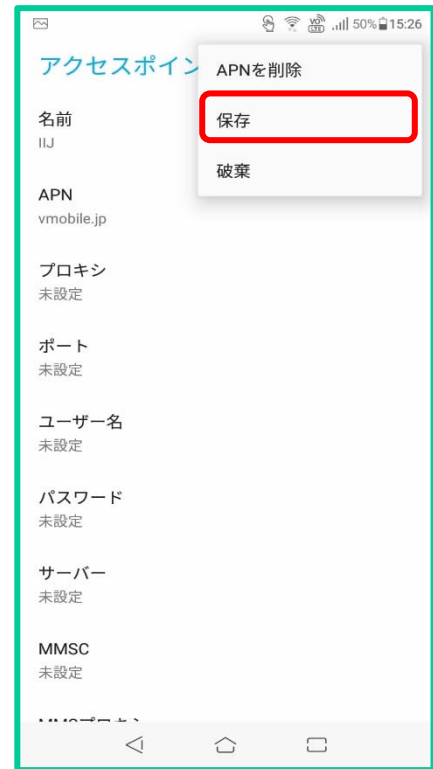 50% 15:26
アクセスポイン
APNを削除
保存
破棄
名前
IIJ
APN
vmobile.jp
プロキシ
未設定
ポート
未設定
ユーザー名
未設定
パスワード
未設定
サーバー
未設定
MMSC
未設定